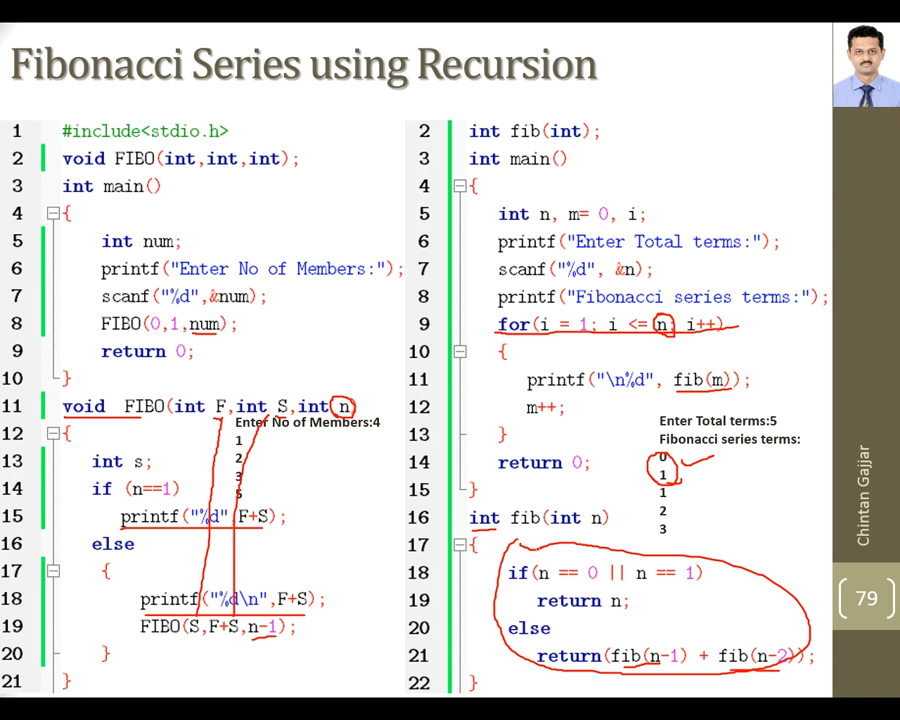 Fibonacci Series using Recursion
1 #include<stdio.h>
2 void FIBO(int,int,int);
3 int main()
4 {
5 int num;
6 printf("Enter No of Members:");
7 scanf("%d",&num);
8 FIBO(0,1,num);
9 return 0;
10 }
11 void FIBO(int F,int S,int n)
12 {
13 int s;
14 if (n==1)
15 printf("%d",F+S);
16 else
17 {
18 printf("%d\n",F+S);
19 FIBO(S,F+S,n-1);
20 }
21 }
Enter No of Members:4
1
2
3
5
2 int fib(int);
3 int main()
4 {
5 int n, m= 0, i;
6 printf("Enter Total terms:");
7 scanf("%d", &n);
8 printf("Fibonacci series terms:");
9 for(i = 1; i <= n; i++)
10 {
11 printf("\n%d", fib(m));
12 m++;
13 }
14 return 0;
15 }
16 int fib(int n)
17 {
18 if(n == 0 || n == 1)
19 return n;
20 else
21 return(fib(n-1) + fib(n-2));
22 }
Enter Total terms:5
Fibonacci series terms:
0
1
1
2
3
Chintan Gajjar
79